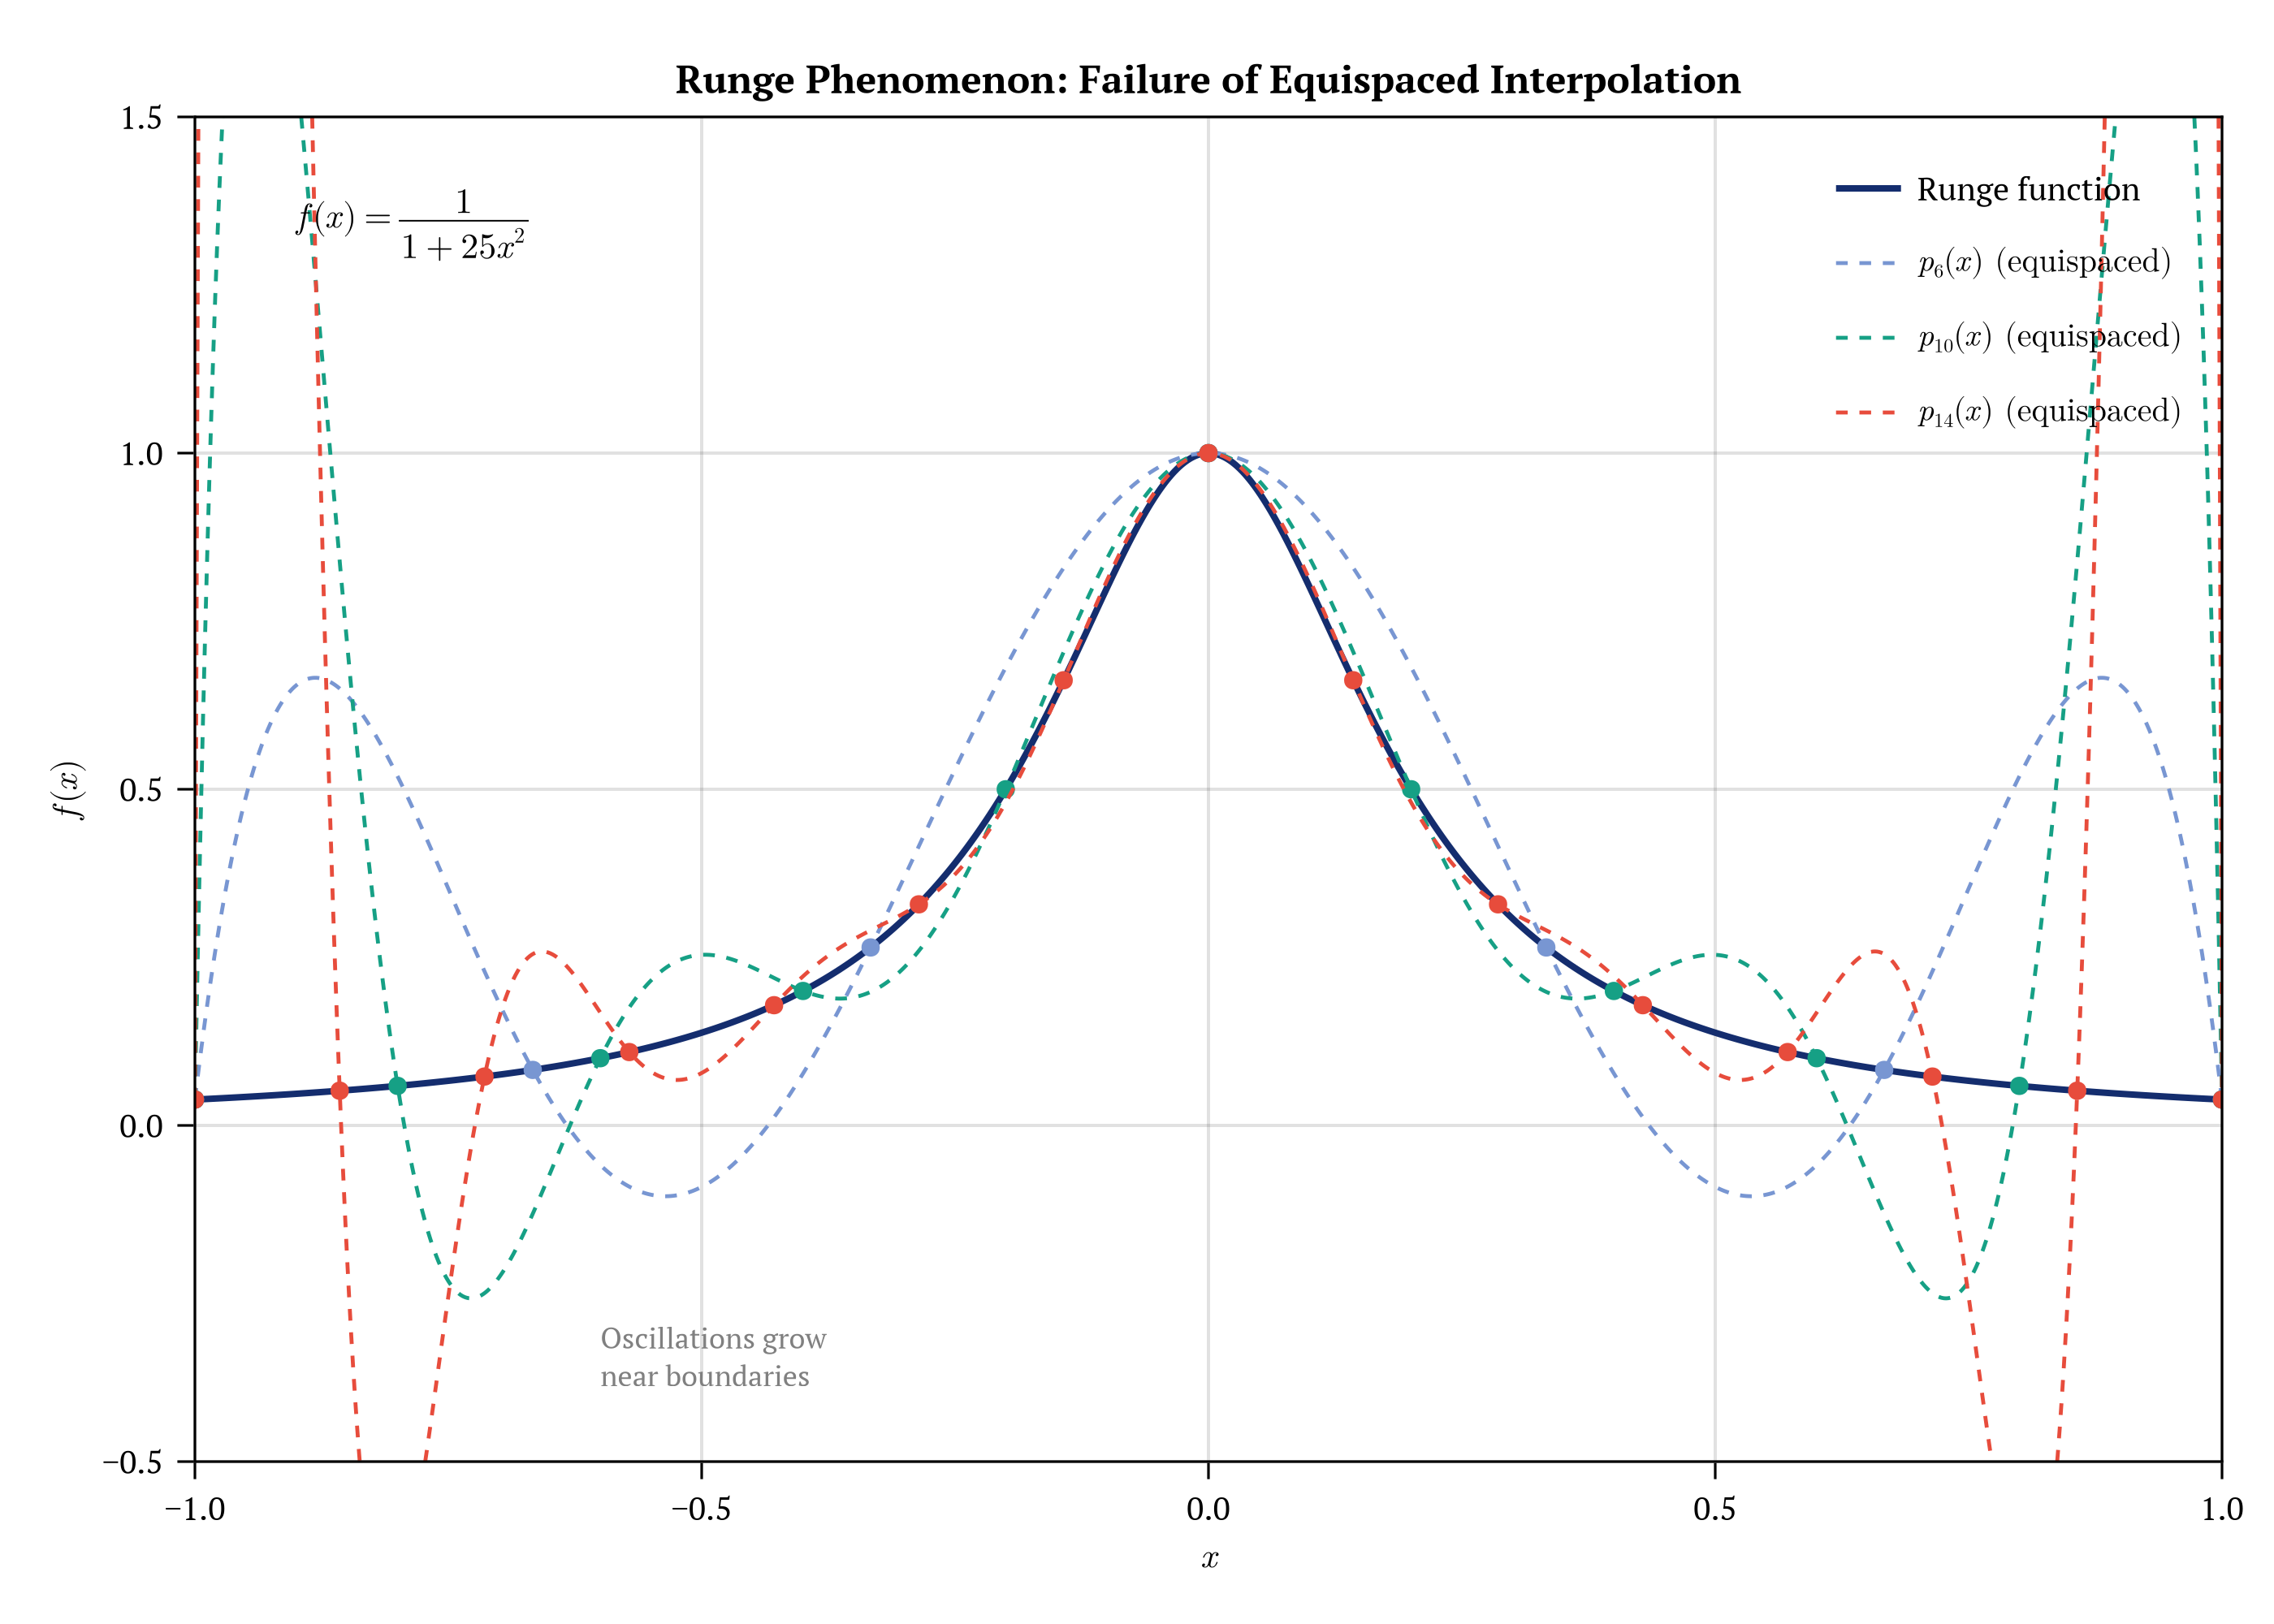 Runge Phenomenon: Failure of Equispaced Interpolation
1.5
1.0
0.5
0.0
−0.5
f(x)
f(x) = 1 / (1 + 25x²)
Runge function
p₆(x) (equispaced)
p₁₀(x) (equispaced)
p₁₄(x) (equispaced)
Oscillations grow
near boundaries
−1.0 −0.5 0.0 0.5 1.0
x